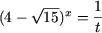 (4 − √15)^x = 1/t